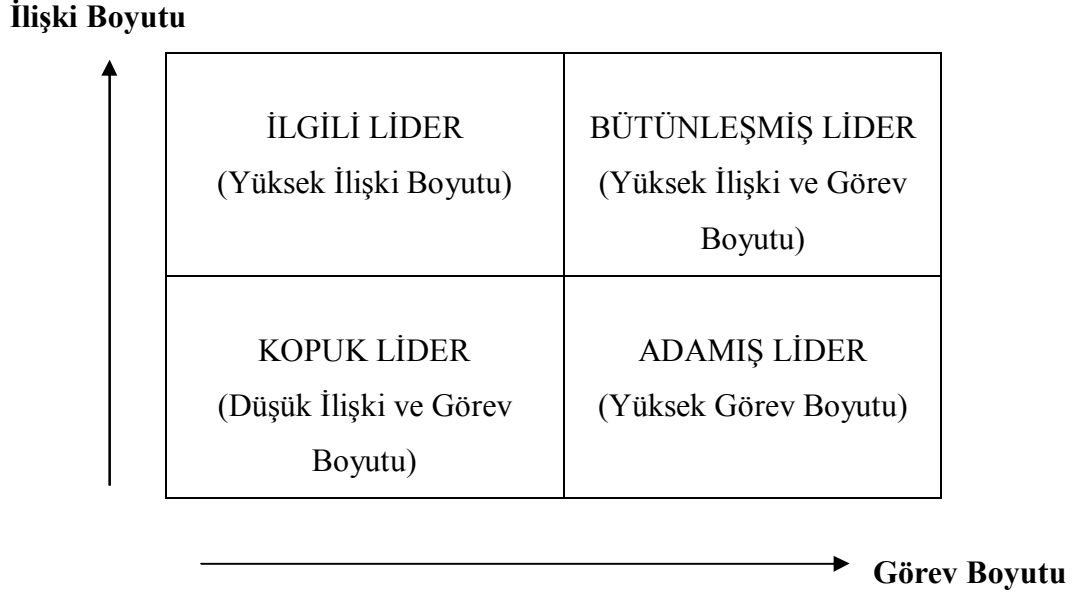 İlişki Boyutu
İLGİLİ LİDER
(Yüksek İlişki Boyutu)
BÜTÜNLEŞMİŞ LİDER
(Yüksek İlişki ve Görev
Boyutu)
KOPUK LİDER
(Düşük İlişki ve Görev
Boyutu)
ADAMIŞ LİDER
(Yüksek Görev Boyutu)
Görev Boyutu